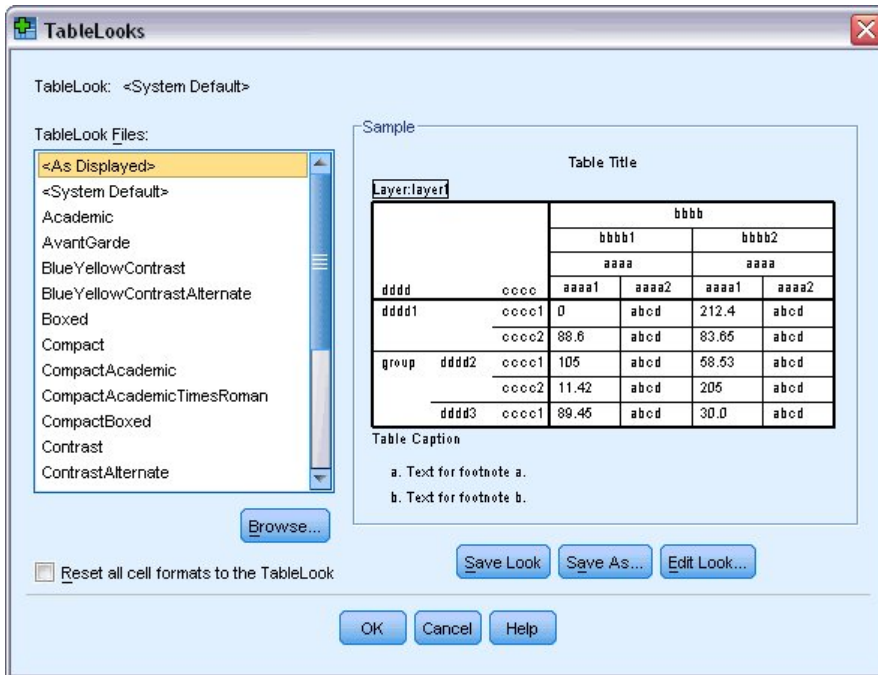 TableLooks
TableLook: <System Default>
TableLook Files:
<As Displayed>
<System Default>
Academic
AvantGarde
BlueYellowContrast
BlueYellowContrastAlternate
Boxed
Compact
CompactAcademic
CompactAcademicTimesRoman
CompactBoxed
Contrast
ContrastAlternate
Browse...
Reset all cell formats to the TableLook
Sample
Table Title
Layer:layer1
bbbb
bbbb1 bbbb2
aaaa aaaa
dddd cccc aaaa1 aaaa2 aaaa1 aaaa2
dddd1 cccc1 0 abcd 212.4 abcd
cccc2 88.6 abcd 83.65 abcd
group dddd2 cccc1 105 abcd 58.53 abcd
cccc2 11.42 abcd 205 abcd
dddd3 cccc1 89.45 abcd 30.0 abcd
Table Caption
a. Text for footnote a.
b. Text for footnote b.
Save Look Save As... Edit Look...
OK Cancel Help